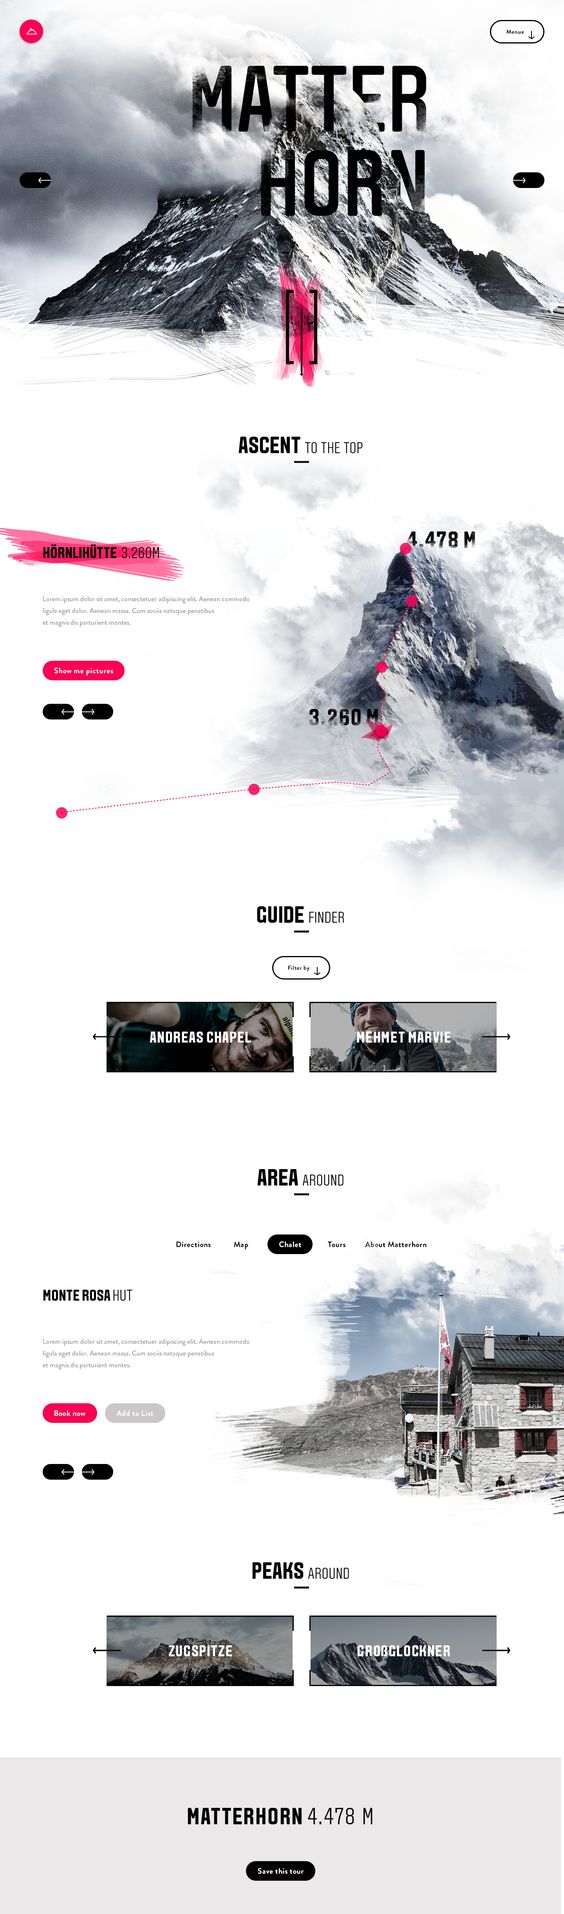 Menue
MATTER
HORN
ASCENT TO THE TOP
4.478 M
HÖRNLIHÜTTE 3.260M
Lorem ipsum dolor sit amet, consectetuer adipiscing elit. Aenean commodo
ligula eget dolor. Aenean massa. Cum sociis natoque penatibus
et magnis dis parturient montes.
Show me pictures
3.260 M
GUIDE FINDER
Filter by
ANDREAS CHAPEL
MEHMET MARVIE
AREA AROUND
Directions Map Chalet Tours About Matterhorn
MONTE ROSA HUT
Lorem ipsum dolor sit amet, consectetuer adipiscing elit. Aenean commodo
ligula eget dolor. Aenean massa. Cum sociis natoque penatibus
et magnis dis parturient montes.
Book now Add to List
PEAKS AROUND
ZUGSPITZE
GROßGLOCKNER
MATTERHORN 4.478 M
Save this tour